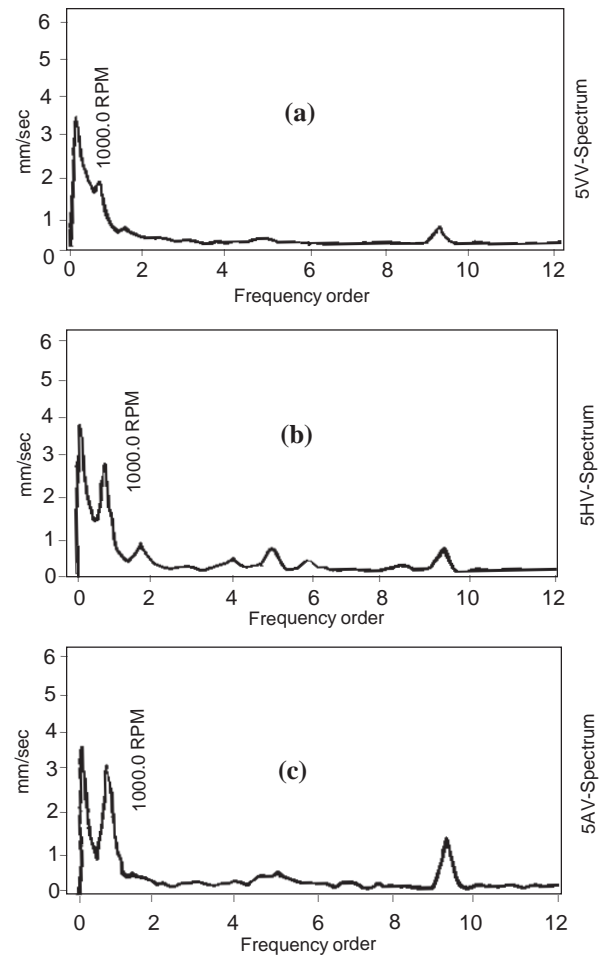 6
5
4
3
2
1
0
mm/sec
1000.0 RPM
(a)
5VV-Spectrum
0 2 4 6 8 10 12
Frequency order
6
5
4
3
2
1
0
mm/sec
1000.0 RPM
(b)
5HV-Spectrum
0 2 4 6 8 10 12
Frequency order
6
5
4
3
2
1
0
mm/sec
1000.0 RPM
(c)
5AV-Spectrum
0 2 4 6 8 10 12
Frequency order